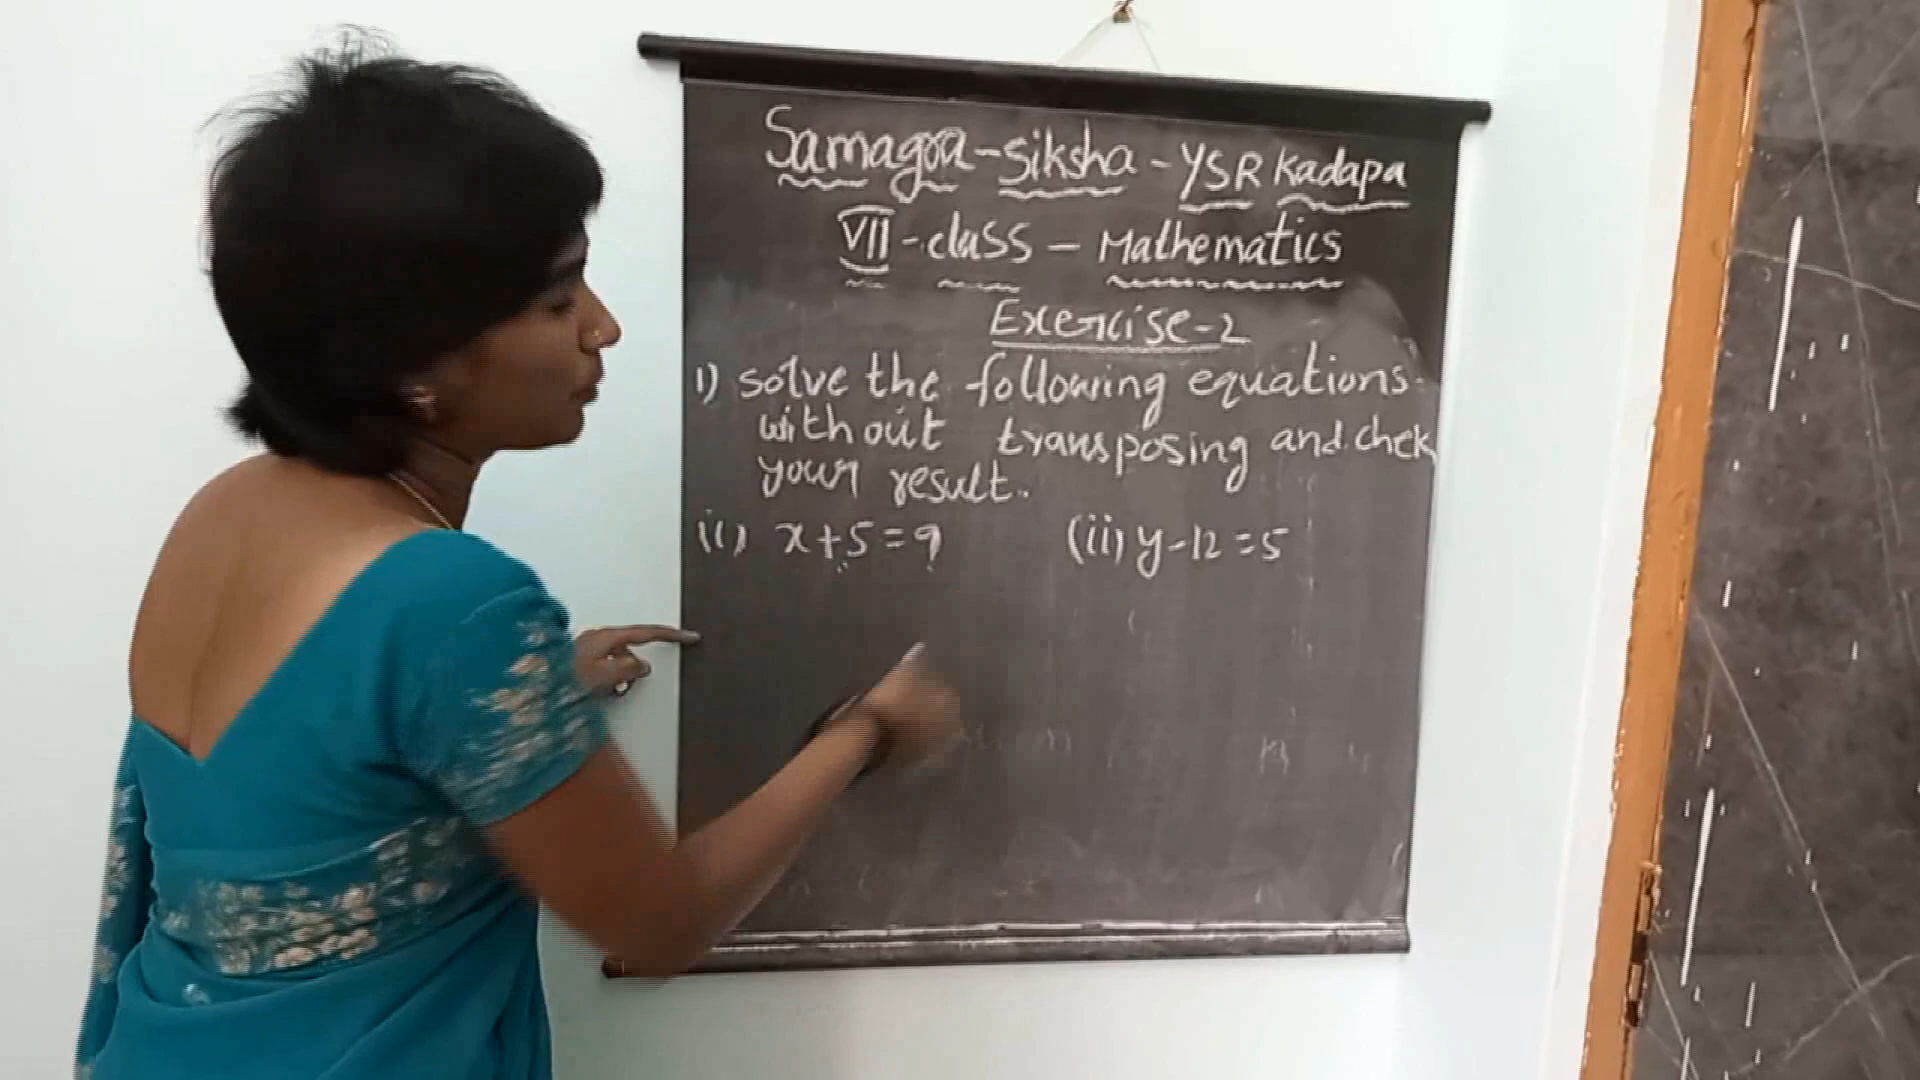 Samagra-Siksha-YSR Kadapa
VII-class-Mathematics
Exercise-2
1) solve the following equations
without transposing and chek
your result.
(i) x+5=9 (ii) y-12=5